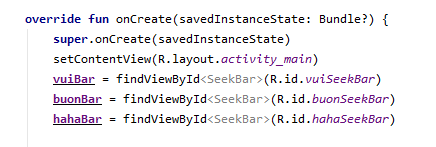 override fun onCreate(savedInstanceState: Bundle?) {
super.onCreate(savedInstanceState)
setContentView(R.layout.activity_main)
vuiBar = findViewById<SeekBar>(R.id.vuiSeekBar)
buonBar = findViewById<SeekBar>(R.id.buonSeekBar)
hahaBar = findViewById<SeekBar>(R.id.hahaSeekBar)